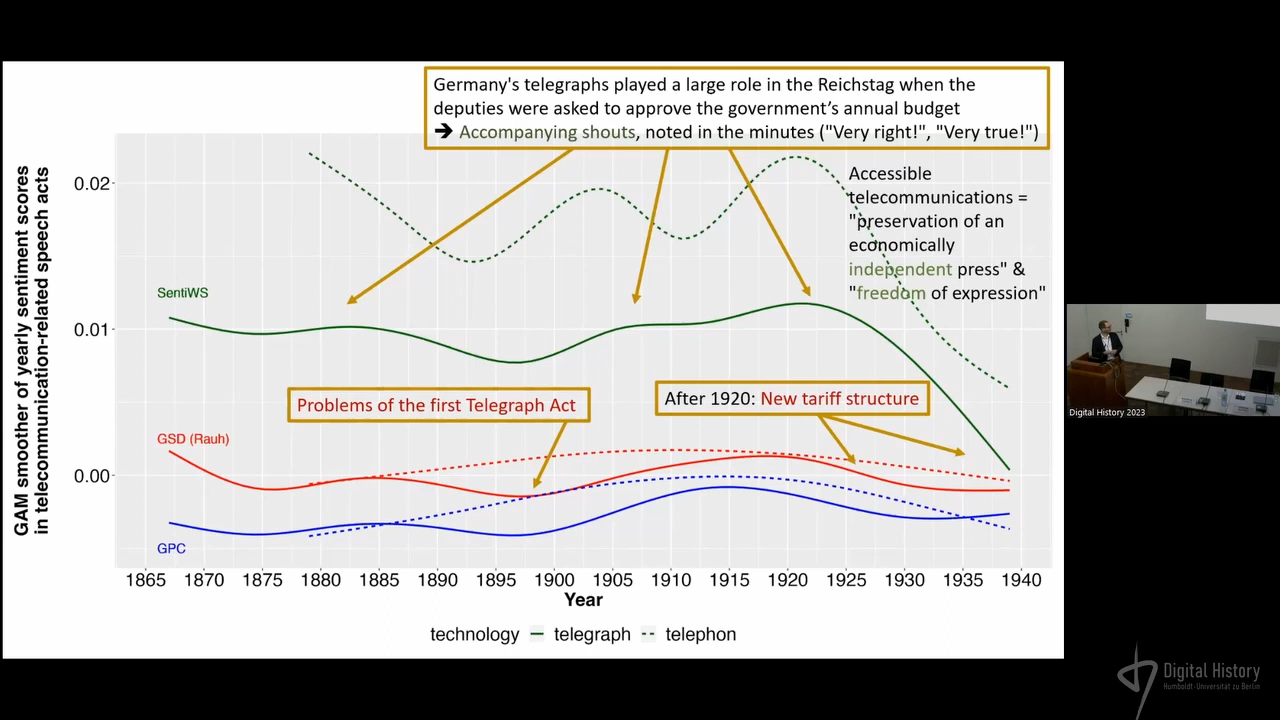 Germany's telegraphs played a large role in the Reichstag when the
deputies were asked to approve the government’s annual budget
➔ Accompanying shouts, noted in the minutes ("Very right!", "Very true!")
GAM smoother of yearly sentiment scores
in telecommunication-related speech acts
0.02
0.01
0.00
Accessible
telecommunications =
"preservation of an
economically
independent press" &
"freedom of expression"
SentiWS
Problems of the first Telegraph Act
After 1920: New tariff structure
GSD (Rauh)
GPC
1865 1870 1875 1880 1885 1890 1895 1900 1905 1910 1915 1920 1925 1930 1935 1940
Year
technology telegraph telephon
Digital History 2023
Digital History
Humboldt-Universität zu Berlin